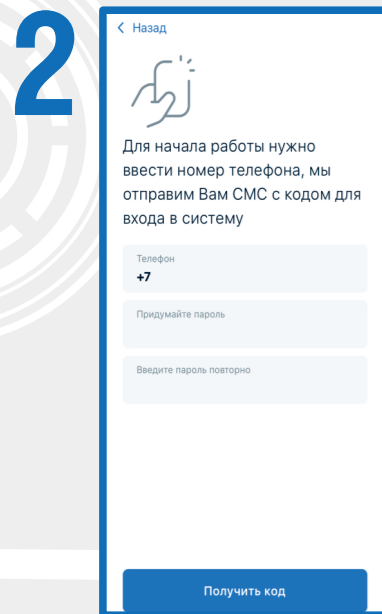 2
Назад
Для начала работы нужно
ввести номер телефона, мы
отправим Вам СМС с кодом для
входа в систему
Телефон
+7
Придумайте пароль
Введите пароль повторно
Получить код